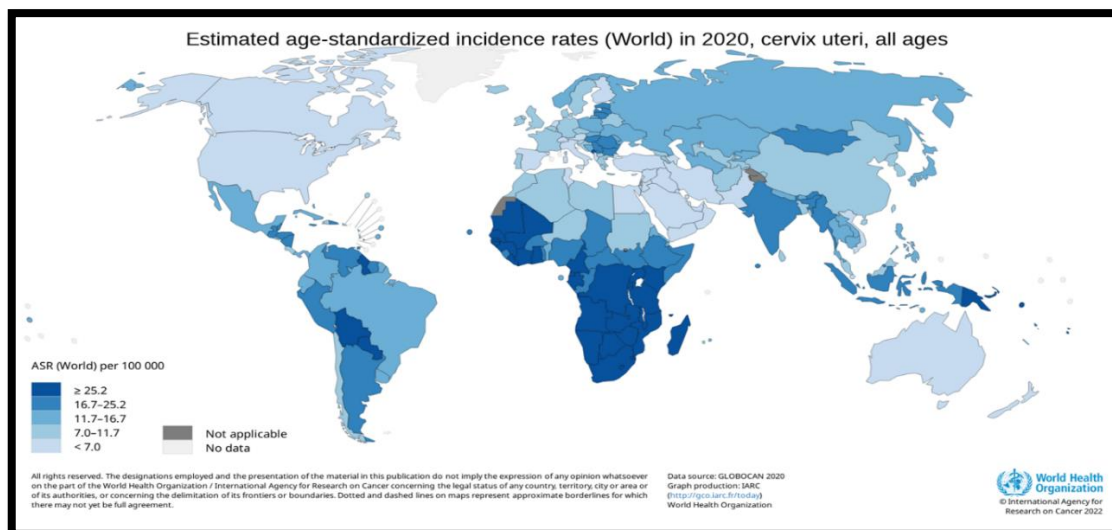 Estimated age-standardized incidence rates (World) in 2020, cervix uteri, all ages
ASR (World) per 100 000
≥ 25.2
16.7–25.2
11.7–16.7
7.0–11.7
< 7.0
Not applicable
No data
All rights reserved. The designations employed and the presentation of the material in this publication do not imply the expression of any opinion whatsoever
on the part of the World Health Organization / International Agency for Research on Cancer concerning the legal status of any country, territory, city or area or
of its authorities, or concerning the delimitation of its frontiers or boundaries. Dotted and dashed lines on maps represent approximate borderlines for which
there may not yet be full agreement.
Data source: GLOBOCAN 2020
Graph production: IARC
(http://gco.iarc.fr/today)
World Health Organization
World Health
Organization
© International Agency for
Research on Cancer 2022